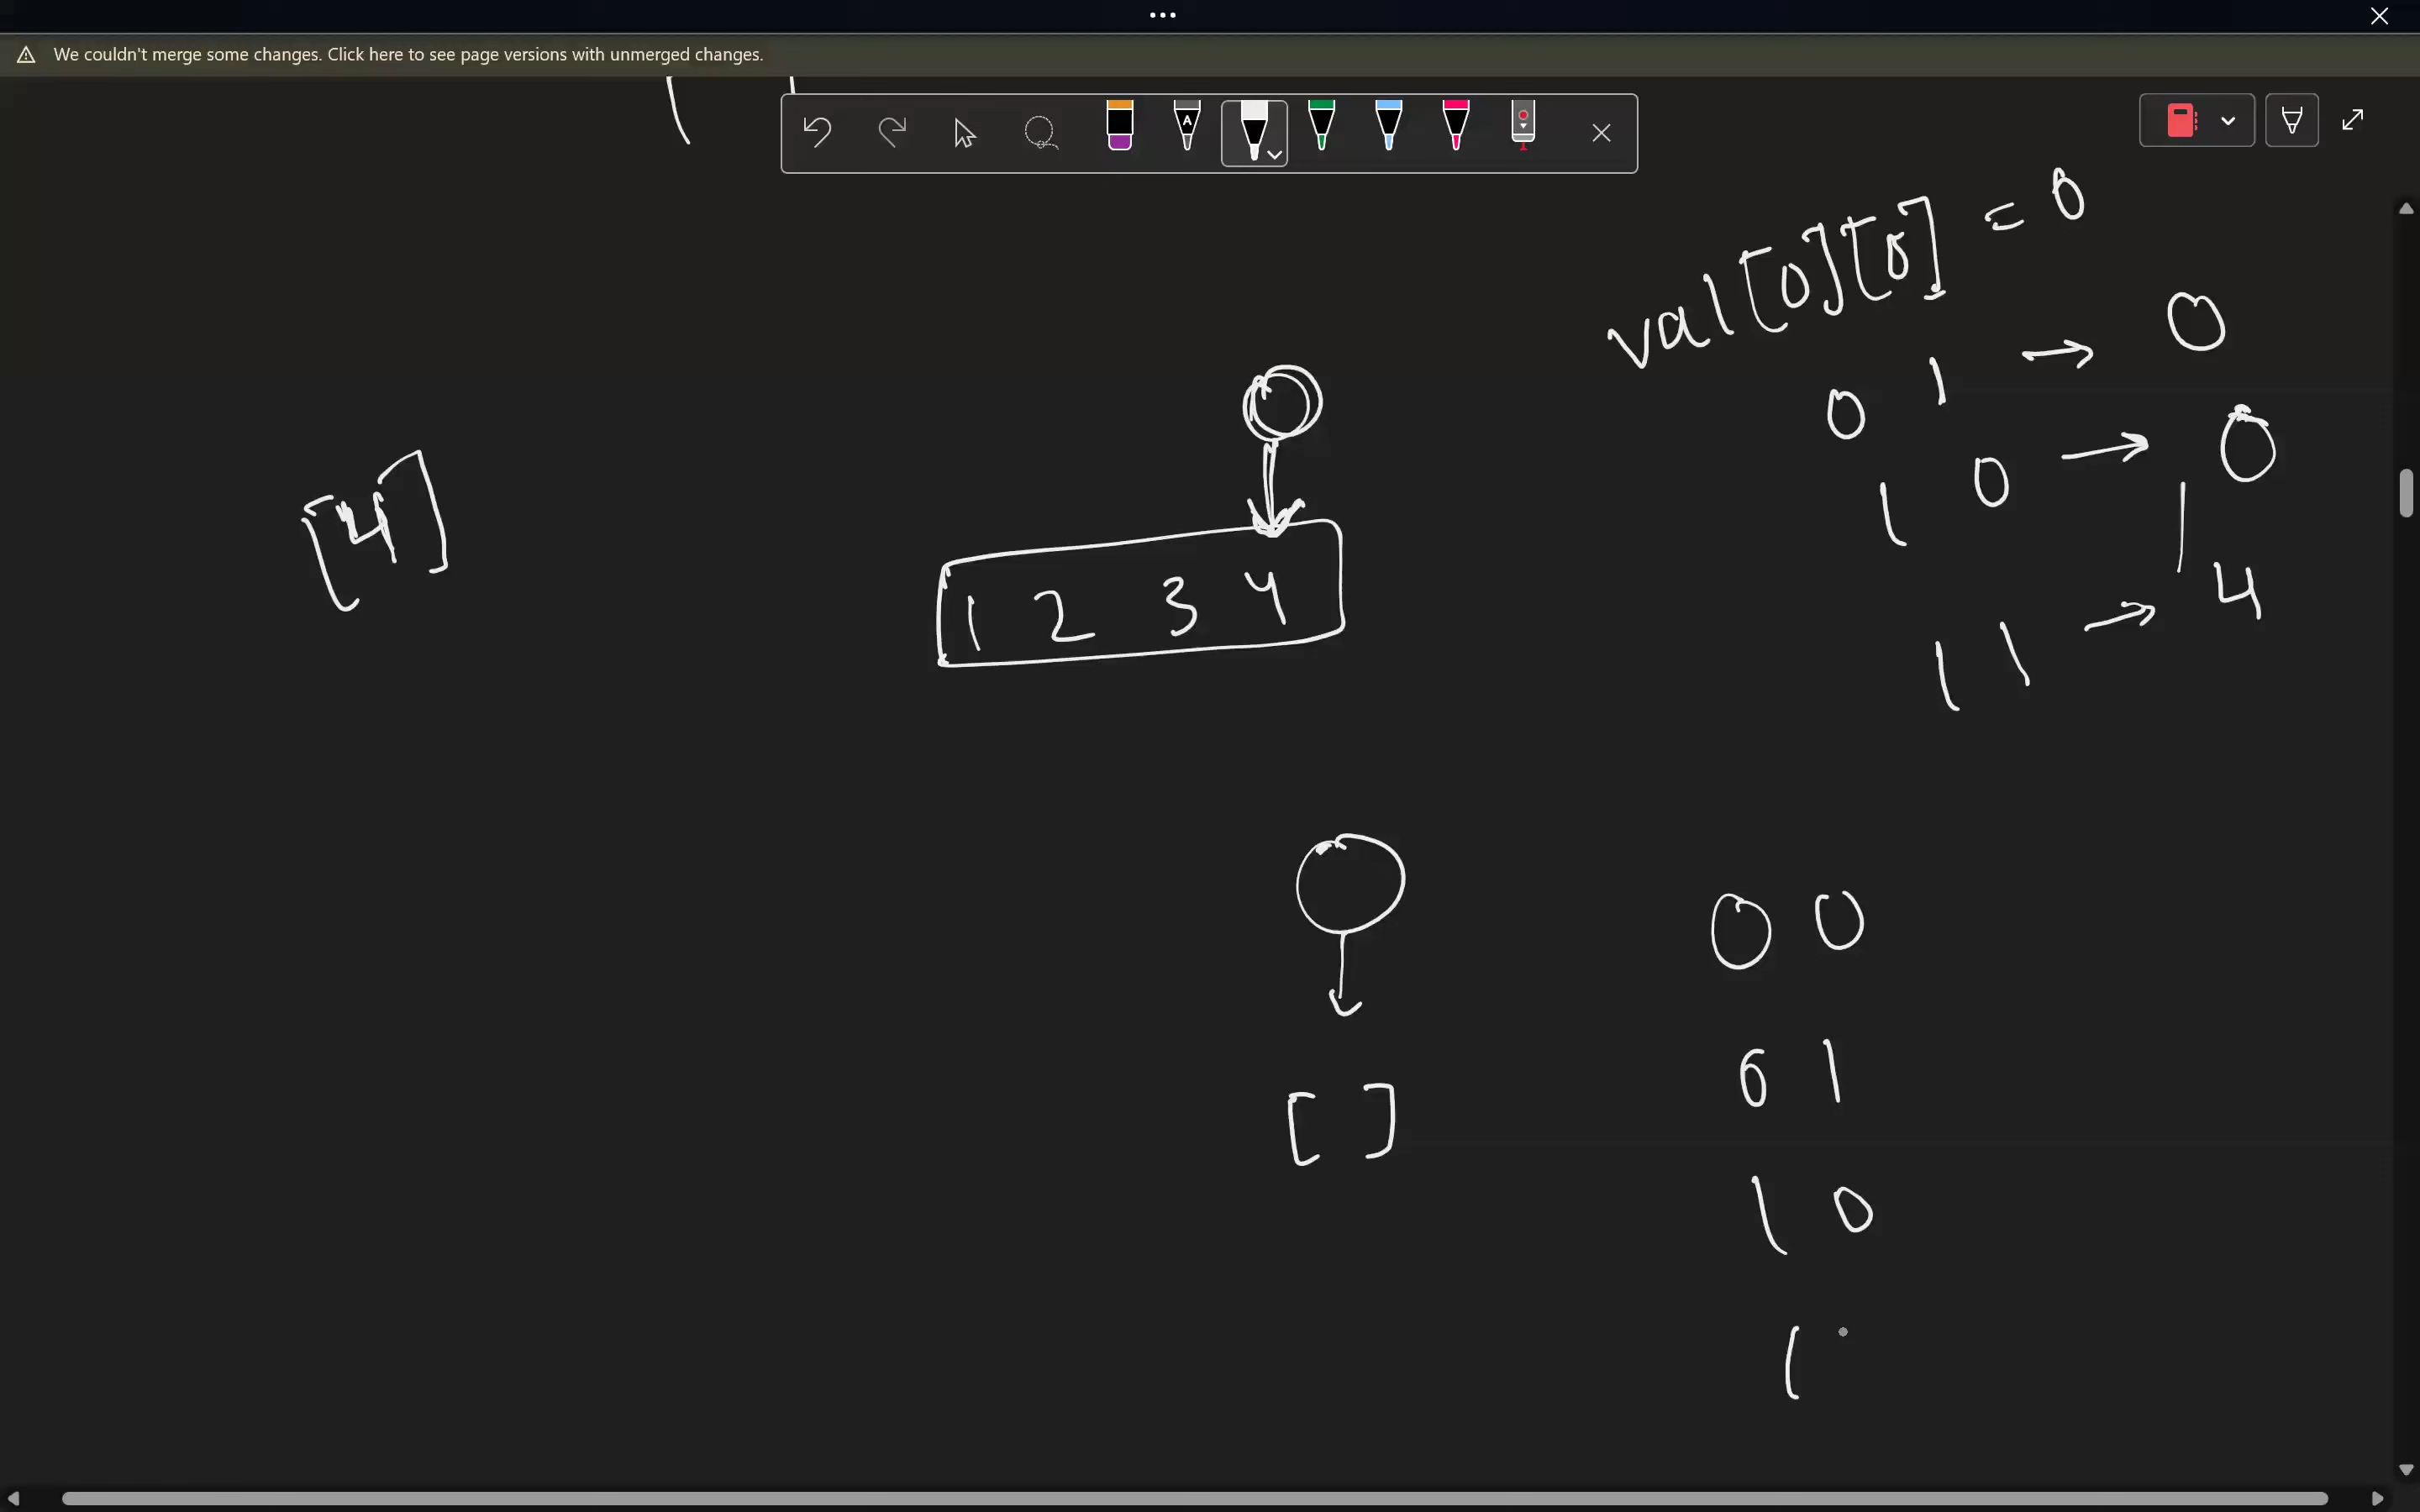 We couldn't merge some changes. Click here to see page versions with unmerged changes.
A
val[0][0] = 0
0 1 → 0
1 0 → 0
1 1 → 4
[4]
1 2 3 4
0 0
0 1
[ ]
1 0